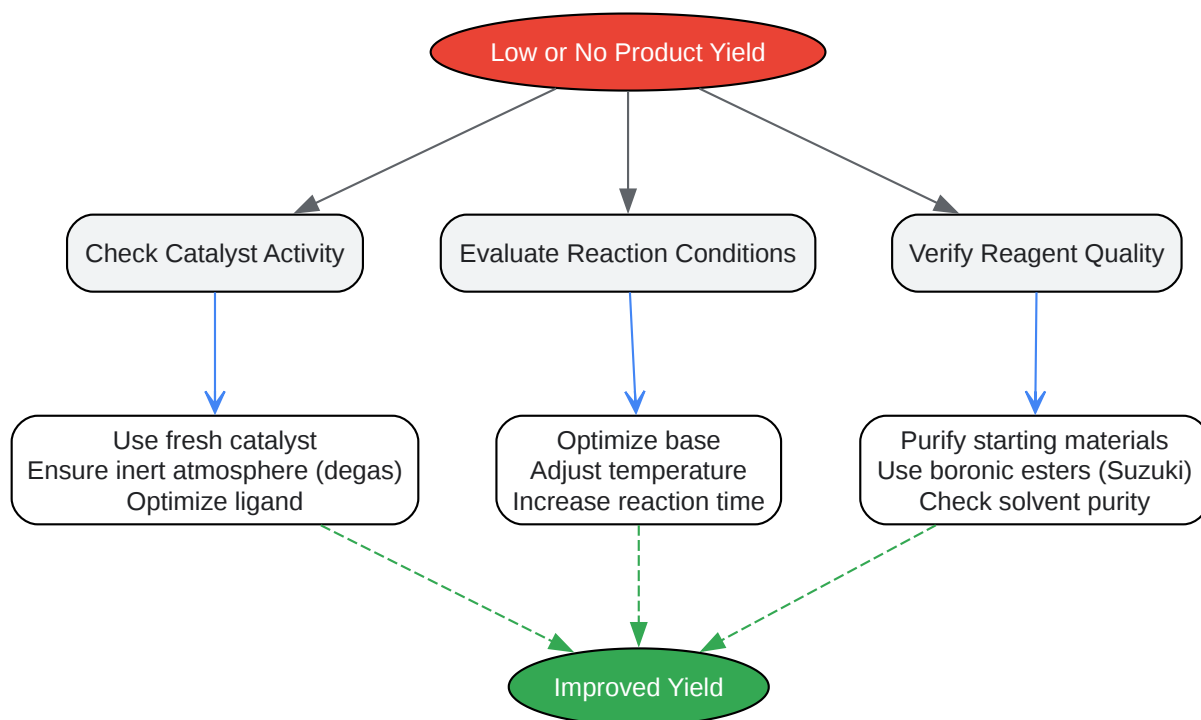 Low or No Product Yield
Check Catalyst Activity
Evaluate Reaction Conditions
Verify Reagent Quality
Use fresh catalyst
Ensure inert atmosphere (degas)
Optimize ligand
Optimize base
Adjust temperature
Increase reaction time
Purify starting materials
Use boronic esters (Suzuki)
Check solvent purity
Improved Yield